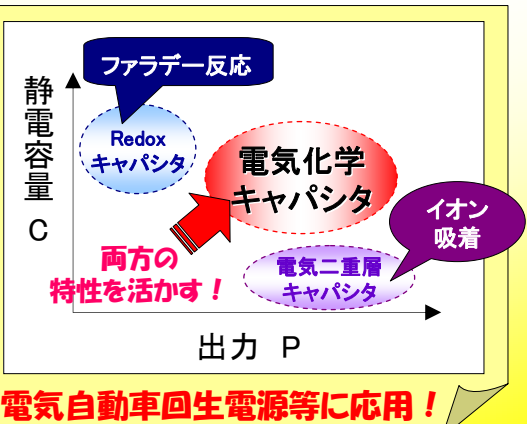 ファラデー反応
静電容量 C
Redox
キャパシタ
電気化学
キャパシタ
イオン
吸着
両方の
特性を活かす！
電気二重層
キャパシタ
出力 P
電気自動車回生電源等に応用！